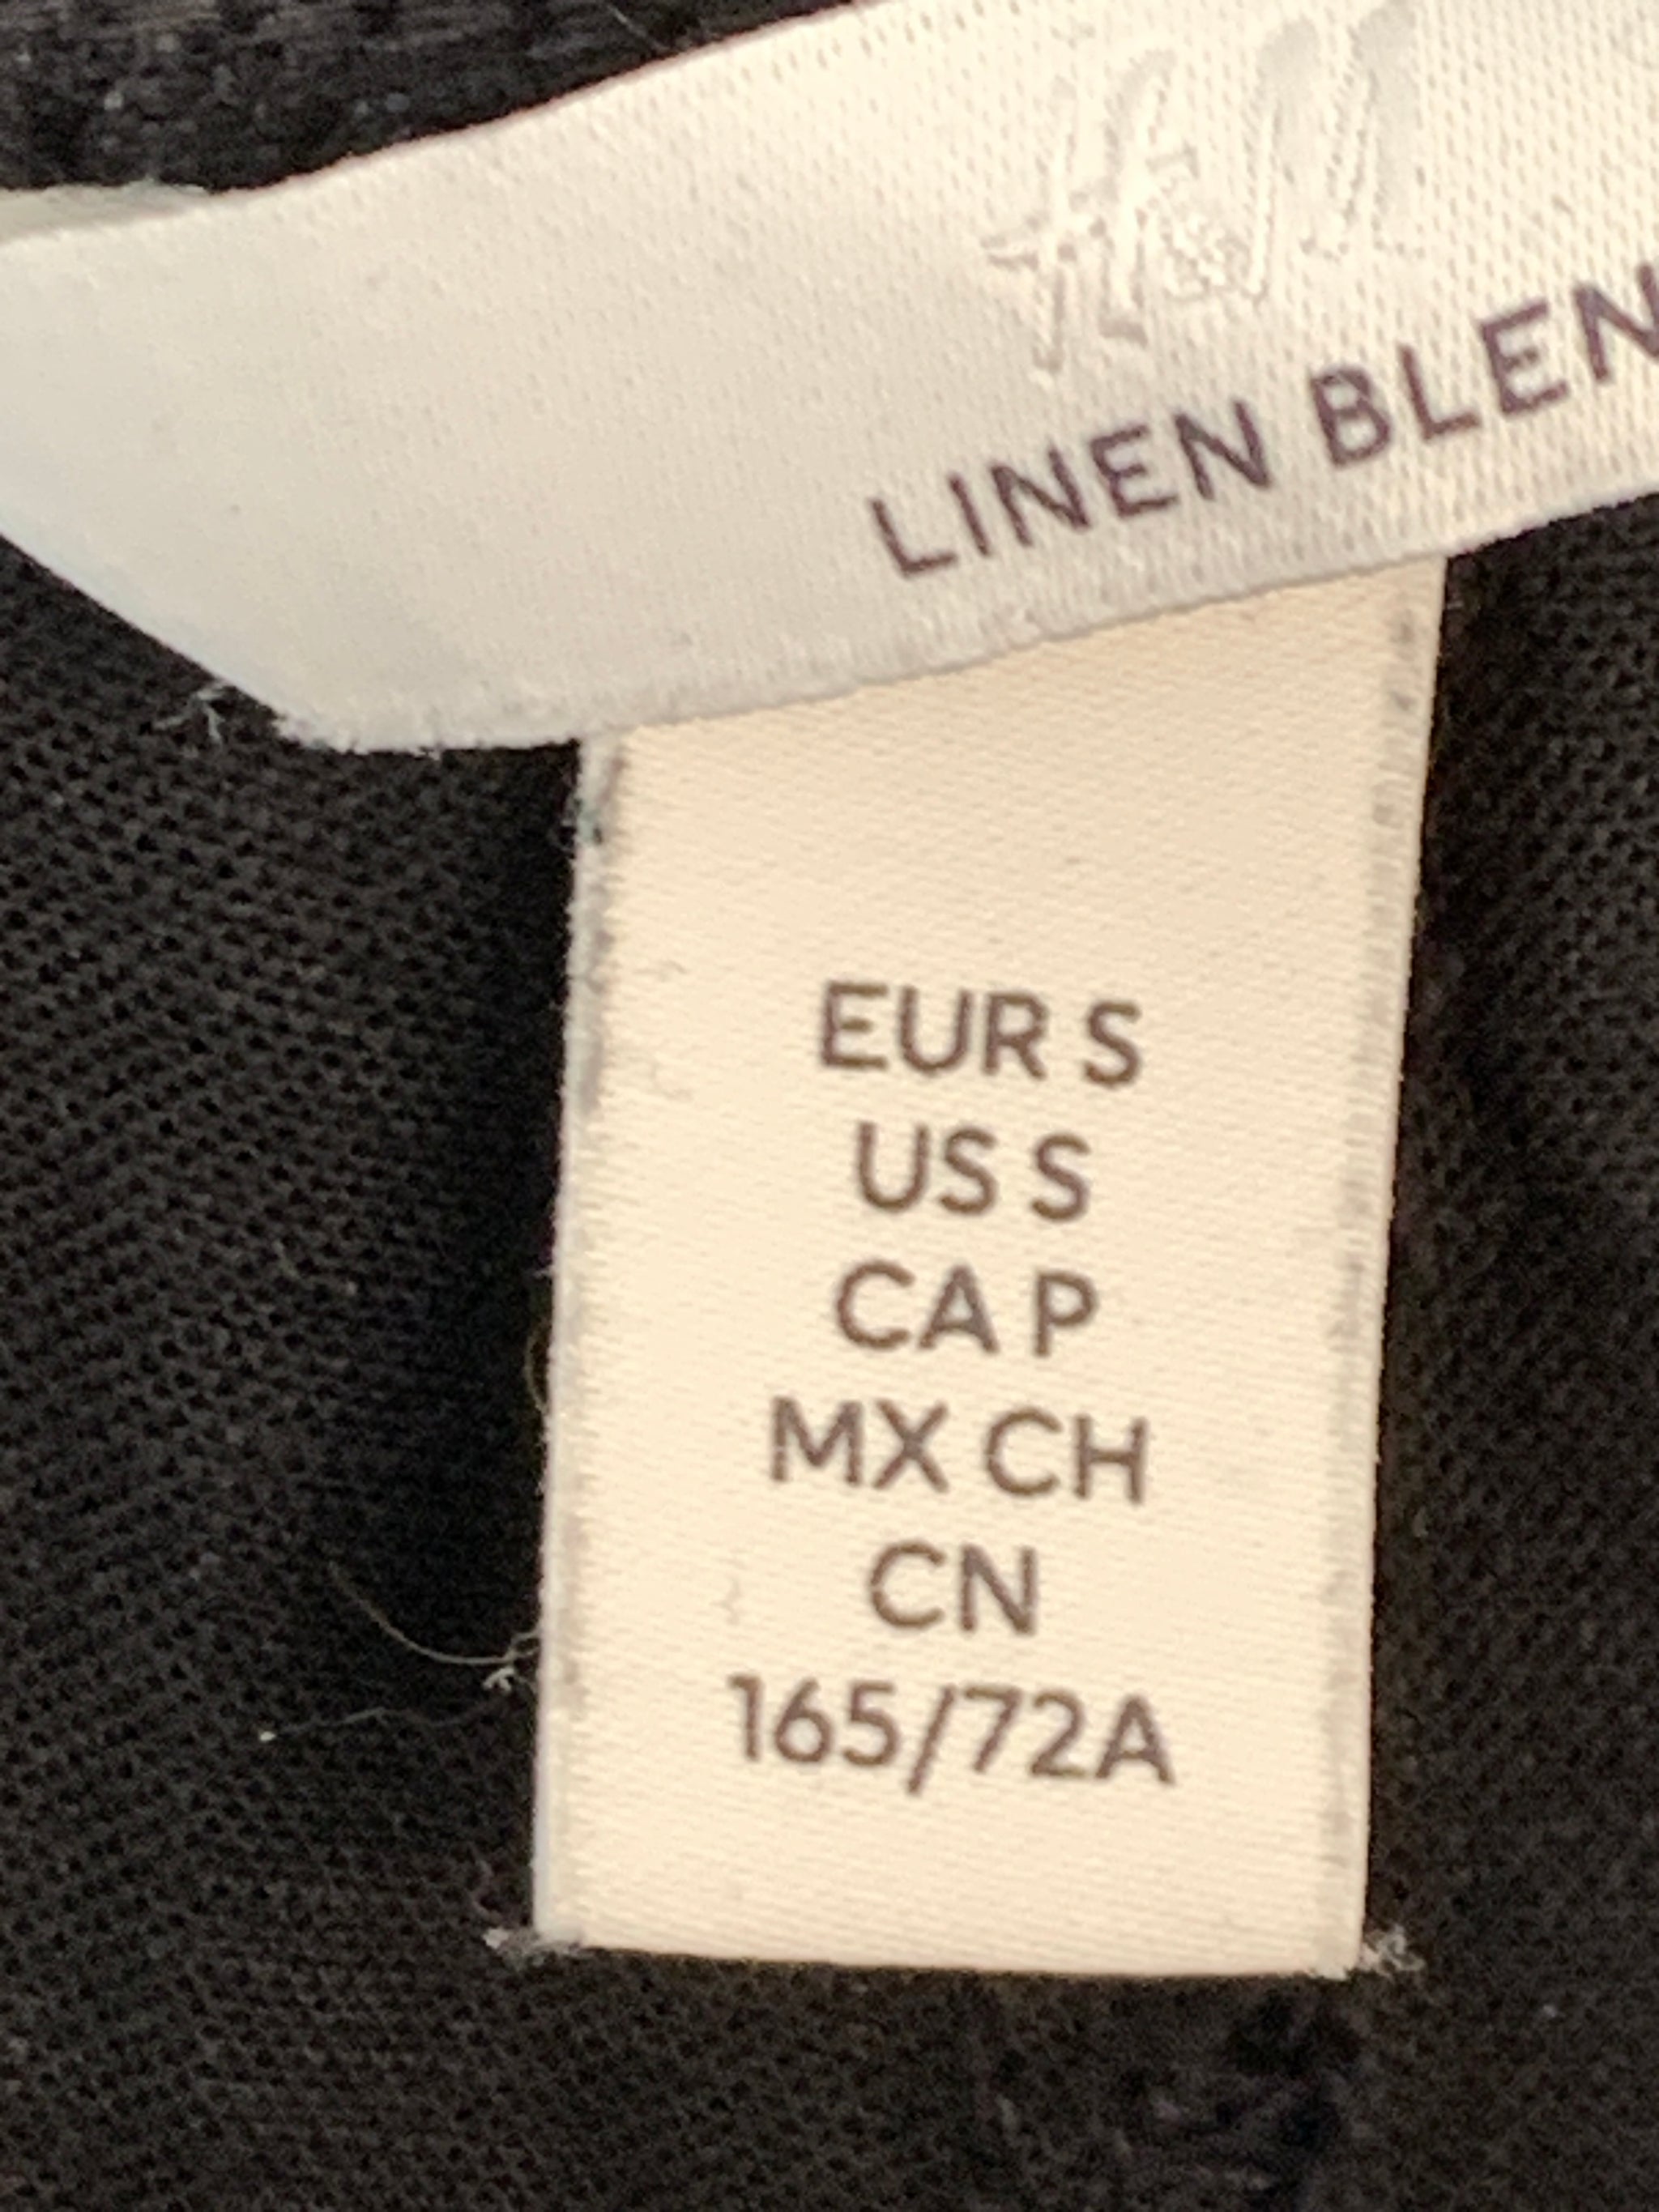 H&M
LINEN BLEN
EUR S
US S
CA P
MX CH
CN
165/72A